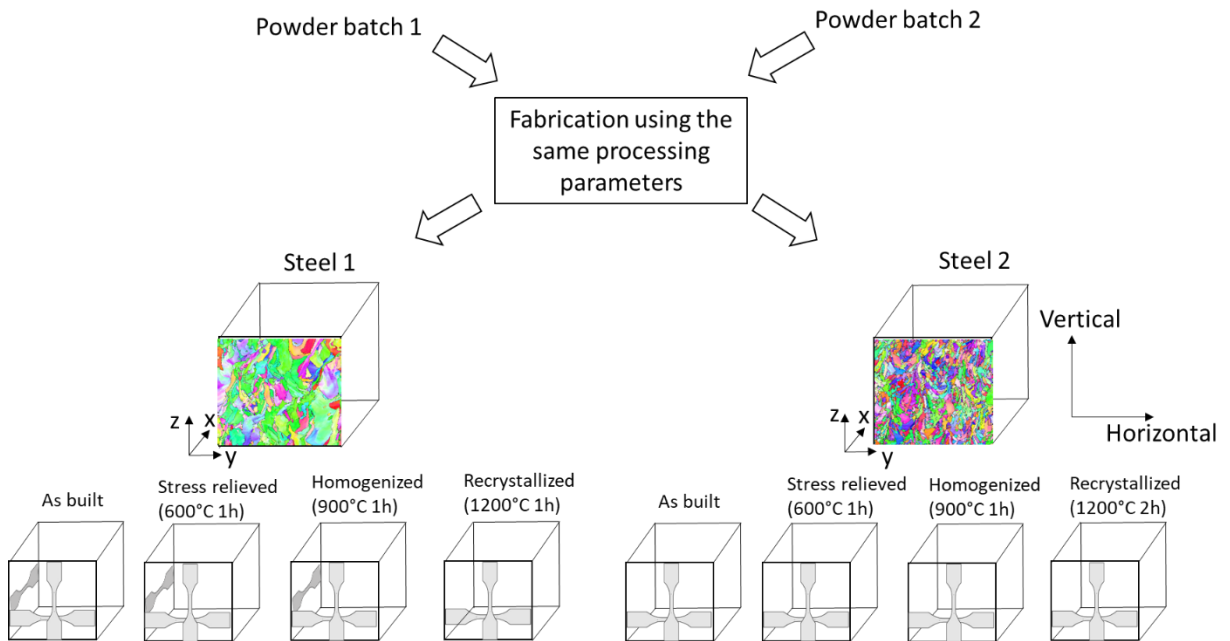 Powder batch 1
Powder batch 2
Fabrication using the
same processing
parameters
Steel 1
Steel 2
Vertical
Horizontal
z
x
y
z
x
y
As built
Stress relieved
(600°C 1h)
Homogenized
(900°C 1h)
Recrystallized
(1200°C 1h)
As built
Stress relieved
(600°C 1h)
Homogenized
(900°C 1h)
Recrystallized
(1200°C 2h)